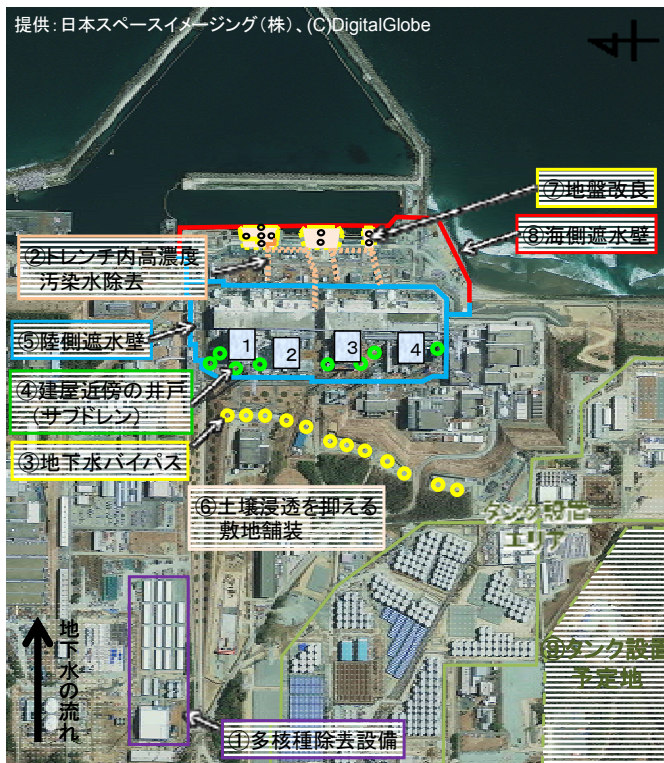 提供：日本スペースイメージング（株）、(C)DigitalGlobe
⑦地盤改良
⑧海側遮水壁
②トレンチ内高濃度
汚染水除去
⑤陸側遮水壁
1
2
3
4
④建屋近傍の井戸
（サブドレン）
③地下水バイパス
⑥土壌浸透を抑える
敷地舗装
タンク設置
エリア
⑨タンク設置
予定地
地下水の流れ
①多核種除去設備